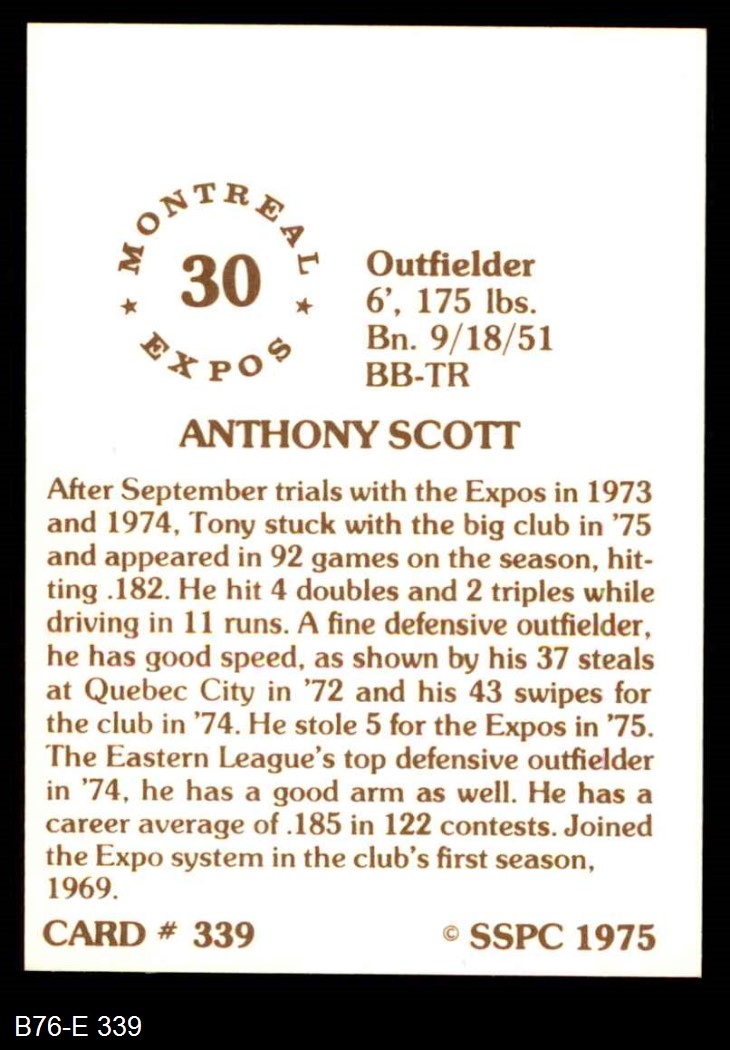 MONTREAL
30
EXPOS
Outfielder
6', 175 lbs.
Bn. 9/18/51
BB-TR
ANTHONY SCOTT
After September trials with the Expos in 1973
and 1974, Tony stuck with the big club in '75
and appeared in 92 games on the season, hit-
ting .182. He hit 4 doubles and 2 triples while
driving in 11 runs. A fine defensive outfielder,
he has good speed, as shown by his 37 steals
at Quebec City in '72 and his 43 swipes for
the club in '74. He stole 5 for the Expos in '75.
The Eastern League's top defensive outfielder
in '74, he has a good arm as well. He has a
career average of .185 in 122 contests. Joined
the Expo system in the club's first season,
1969.
CARD # 339
© SSPC 1975
B76-E 339